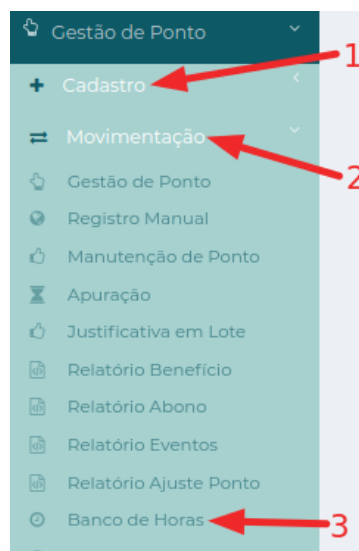 Gestão de Ponto
Cadastro
1
Movimentação
2
Gestão de Ponto
Registro Manual
Manutenção de Ponto
Apuração
Justificativa em Lote
Relatório Benefício
Relatório Abono
Relatório Eventos
Relatório Ajuste Ponto
Banco de Horas
3